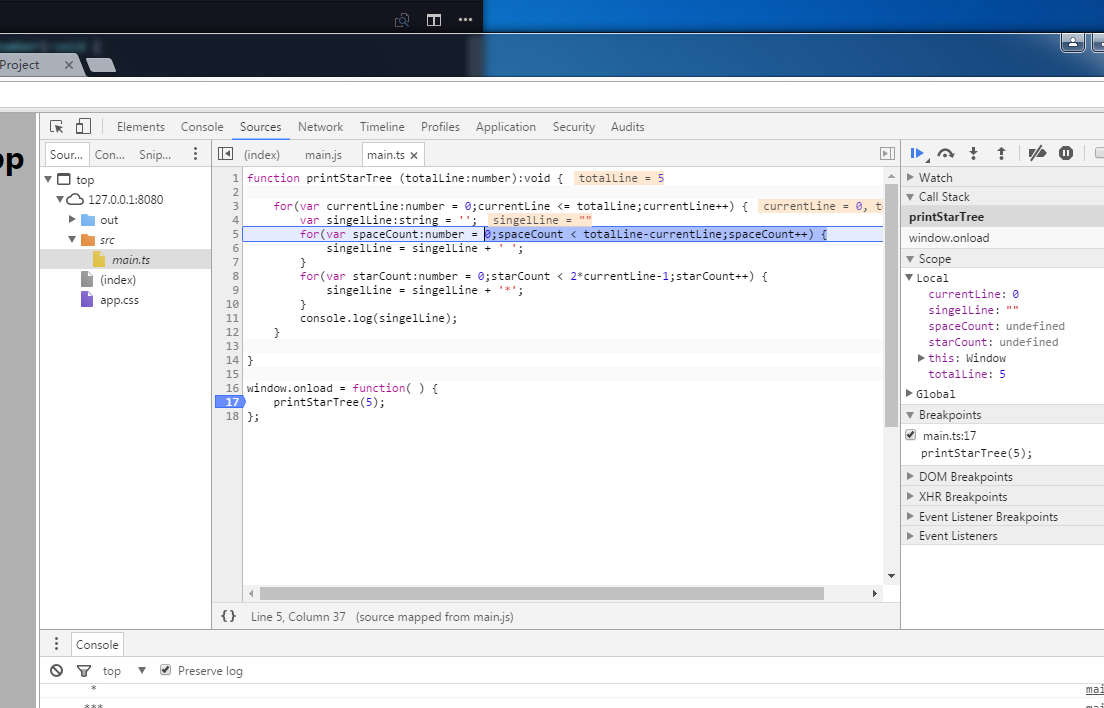 Project
pp
Elements Console Sources Network Timeline Profiles Application Security Audits
Sour... Con... Snip...
(index) main.js main.ts
top
127.0.0.1:8080
out
src
main.ts
(index)
app.css
1 function printStarTree (totalLine:number):void { totalLine = 5
2
3 for(var currentLine:number = 0;currentLine <= totalLine;currentLine++) { currentLine = 0, t
4 var singelLine:string = ''; singelLine = ""
5 for(var spaceCount:number = 0;spaceCount < totalLine-currentLine;spaceCount++) {
6 singelLine = singelLine + ' ';
7 }
8 for(var starCount:number = 0;starCount < 2*currentLine-1;starCount++) {
9 singelLine = singelLine + '*';
10 }
11 console.log(singelLine);
12 }
13
14 }
15
16 window.onload = function( ) {
17 printStarTree(5);
18 };
{} Line 5, Column 37 (source mapped from main.js)
Watch
Call Stack
printStarTree
window.onload
Scope
Local
currentLine: 0
singelLine: ""
spaceCount: undefined
starCount: undefined
this: Window
totalLine: 5
Global
Breakpoints
main.ts:17
printStarTree(5);
DOM Breakpoints
XHR Breakpoints
Event Listener Breakpoints
Event Listeners
Console
top Preserve log
* mai
***